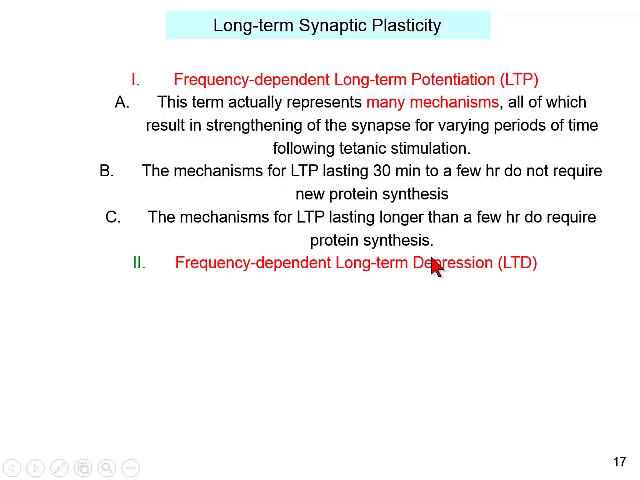 Long-term Synaptic Plasticity
I. Frequency-dependent Long-term Potentiation (LTP)
A. This term actually represents many mechanisms, all of which
result in strengthening of the synapse for varying periods of time
following tetanic stimulation.
B. The mechanisms for LTP lasting 30 min to a few hr do not require
new protein synthesis
C. The mechanisms for LTP lasting longer than a few hr do require
protein synthesis.
II. Frequency-dependent Long-term Depression (LTD)
17